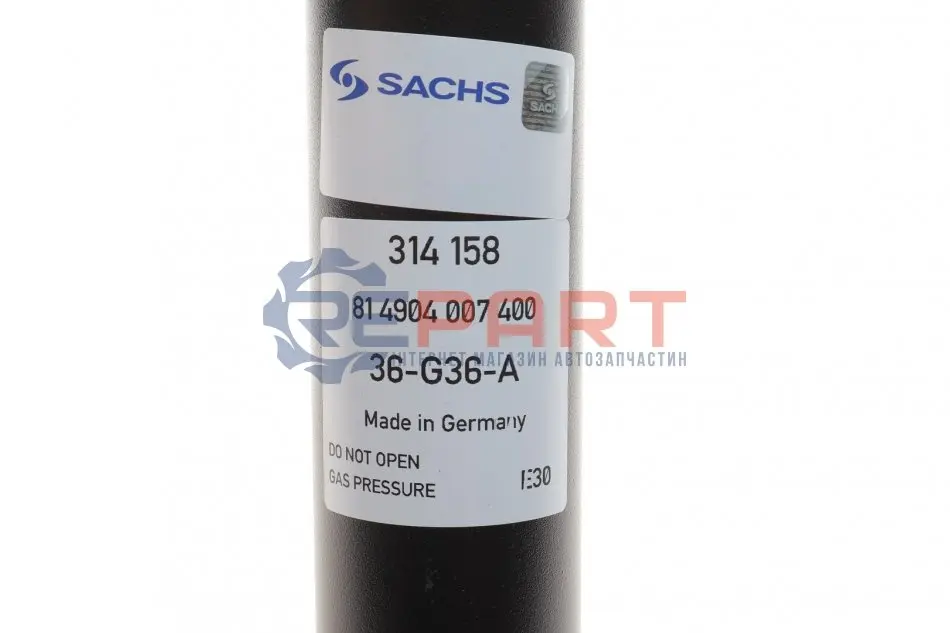 SACHS
SACHS
314 158
81 4904 007 400
REPART
ІНТЕРНЕТ МАГАЗИН АВТОЗАПЧАСТИН
36-G36-A
Made in Germany
DO NOT OPEN
GAS PRESSURE
E30